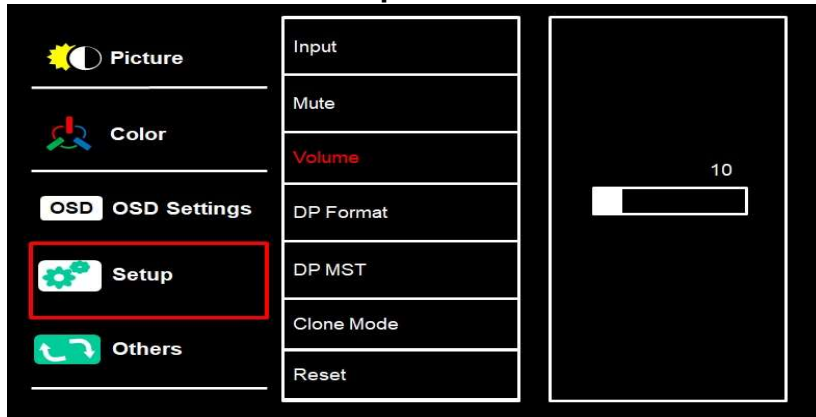 Picture
Color
OSD OSD Settings
Setup
Others
Input
Mute
Volume
DP Format
DP MST
Clone Mode
Reset
10